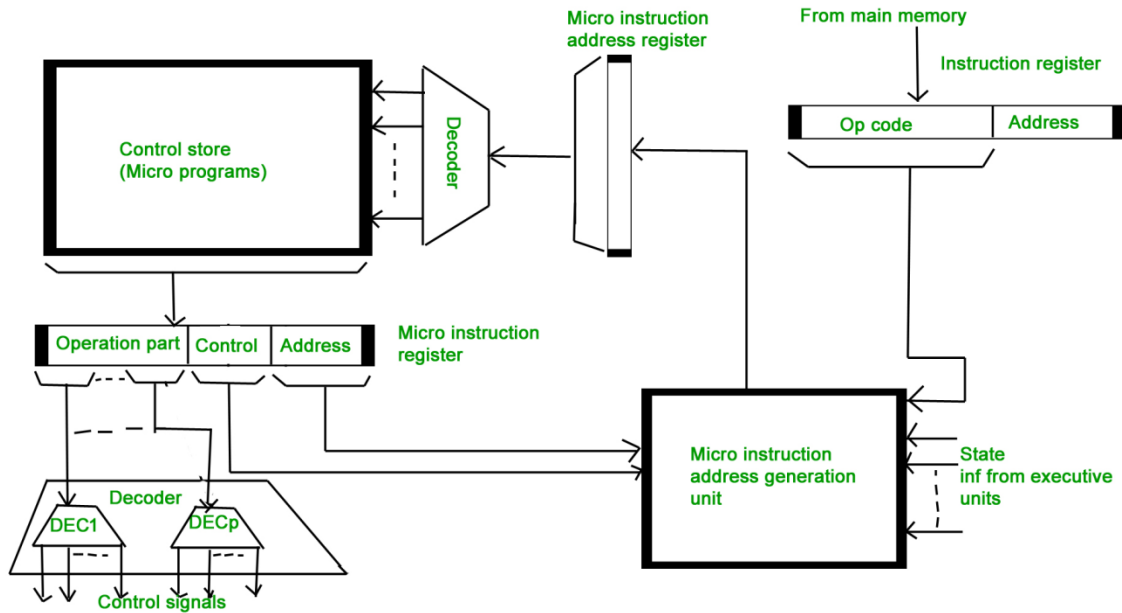 Micro instruction
address register
From main memory
Instruction register
Op code
Address
Control store
(Micro programs)
Decoder
Operation part
Control
Address
Micro instruction
register
Micro instruction
address generation
unit
State
inf from executive
units
Decoder
DEC1
DECp
Control signals